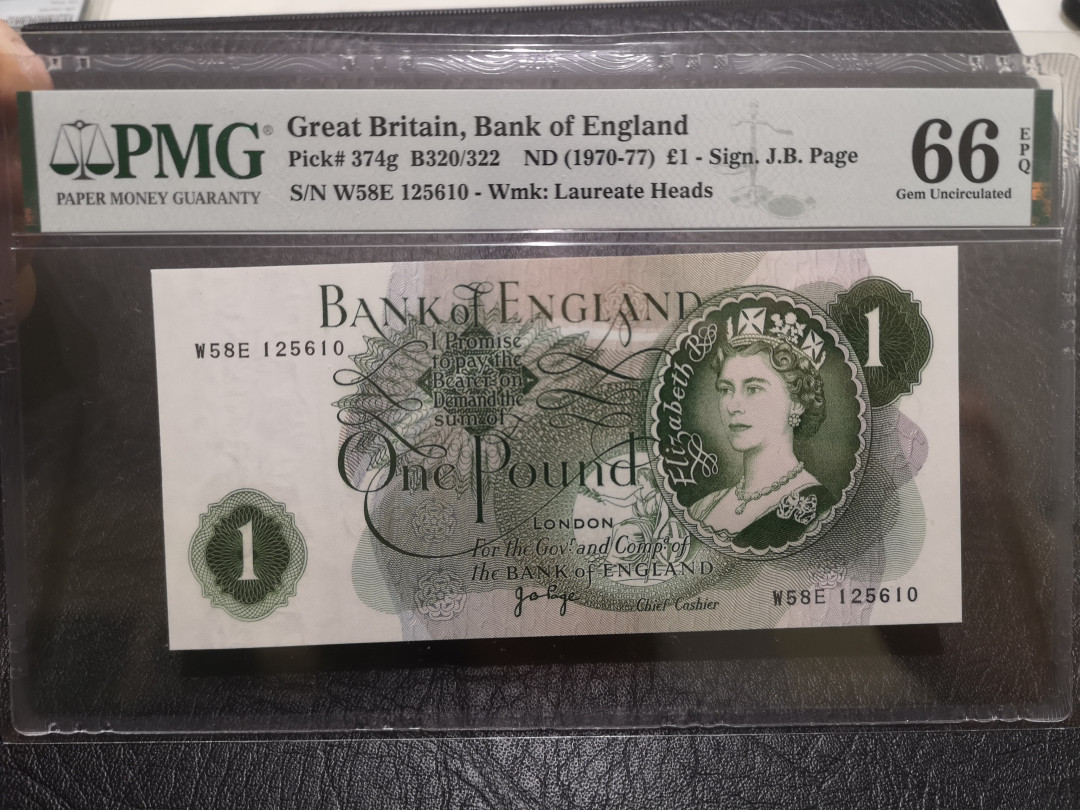 PMG®
PAPER MONEY GUARANTY
Great Britain, Bank of England
Pick# 374g B320/322 ND (1970-77) £1 - Sign. J.B. Page
S/N W58E 125610 - Wmk: Laureate Heads
66
EPQ
Gem Uncirculated
BANK of ENGLAND
W58E 125610
I Promise
to pay the
Bearer on
Demand the
sum of
One Pound
LONDON
For the Govr. and Compa. of
the BANK of ENGLAND
Chief Cashier
Elizabeth R
1
1
W58E 125610